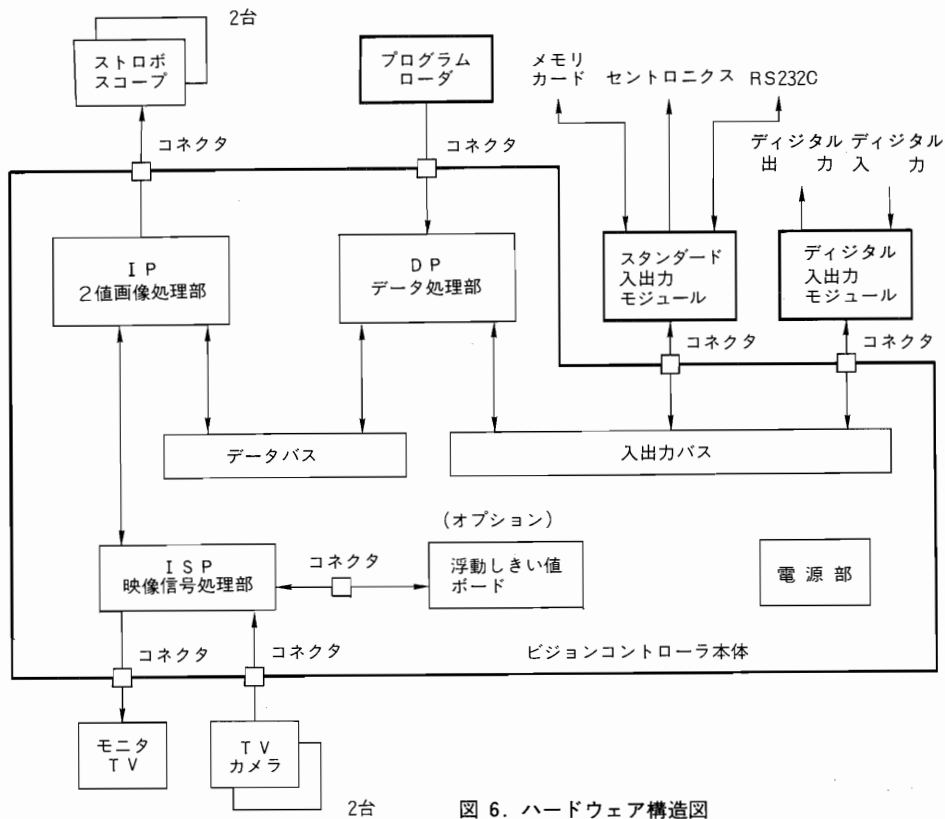 2台
ストロボ
スコープ
プログラム
ローダ
メモリ
カード
セントロニクス
RS232C
コネクタ
コネクタ
ディジタル
出力
ディジタル
入力
IP
2値画像処理部
DP
データ処理部
スタンダード
入出力
モジュール
ディジタル
入出力
モジュール
コネクタ
コネクタ
データバス
入出力バス
(オプション)
ISP
映像信号処理部
コネクタ
浮動しきい値
ボード
電源部
コネクタ
コネクタ
ビジョンコントローラ本体
モニタ
TV
TV
カメラ
2台
図 6. ハードウェア構造図